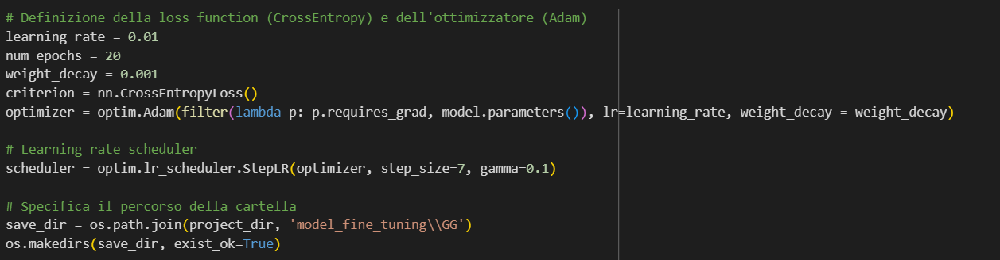 # Definizione della loss function (CrossEntropy) e dell'ottimizzatore (Adam)
learning_rate = 0.01
num_epochs = 20
weight_decay = 0.001
criterion = nn.CrossEntropyLoss()
optimizer = optim.Adam(filter(lambda p: p.requires_grad, model.parameters()), lr=learning_rate, weight_decay = weight_decay)
# Learning rate scheduler
scheduler = optim.lr_scheduler.StepLR(optimizer, step_size=7, gamma=0.1)
# Specifica il percorso della cartella
save_dir = os.path.join(project_dir, 'model_fine_tuning\\GG')
os.makedirs(save_dir, exist_ok=True)